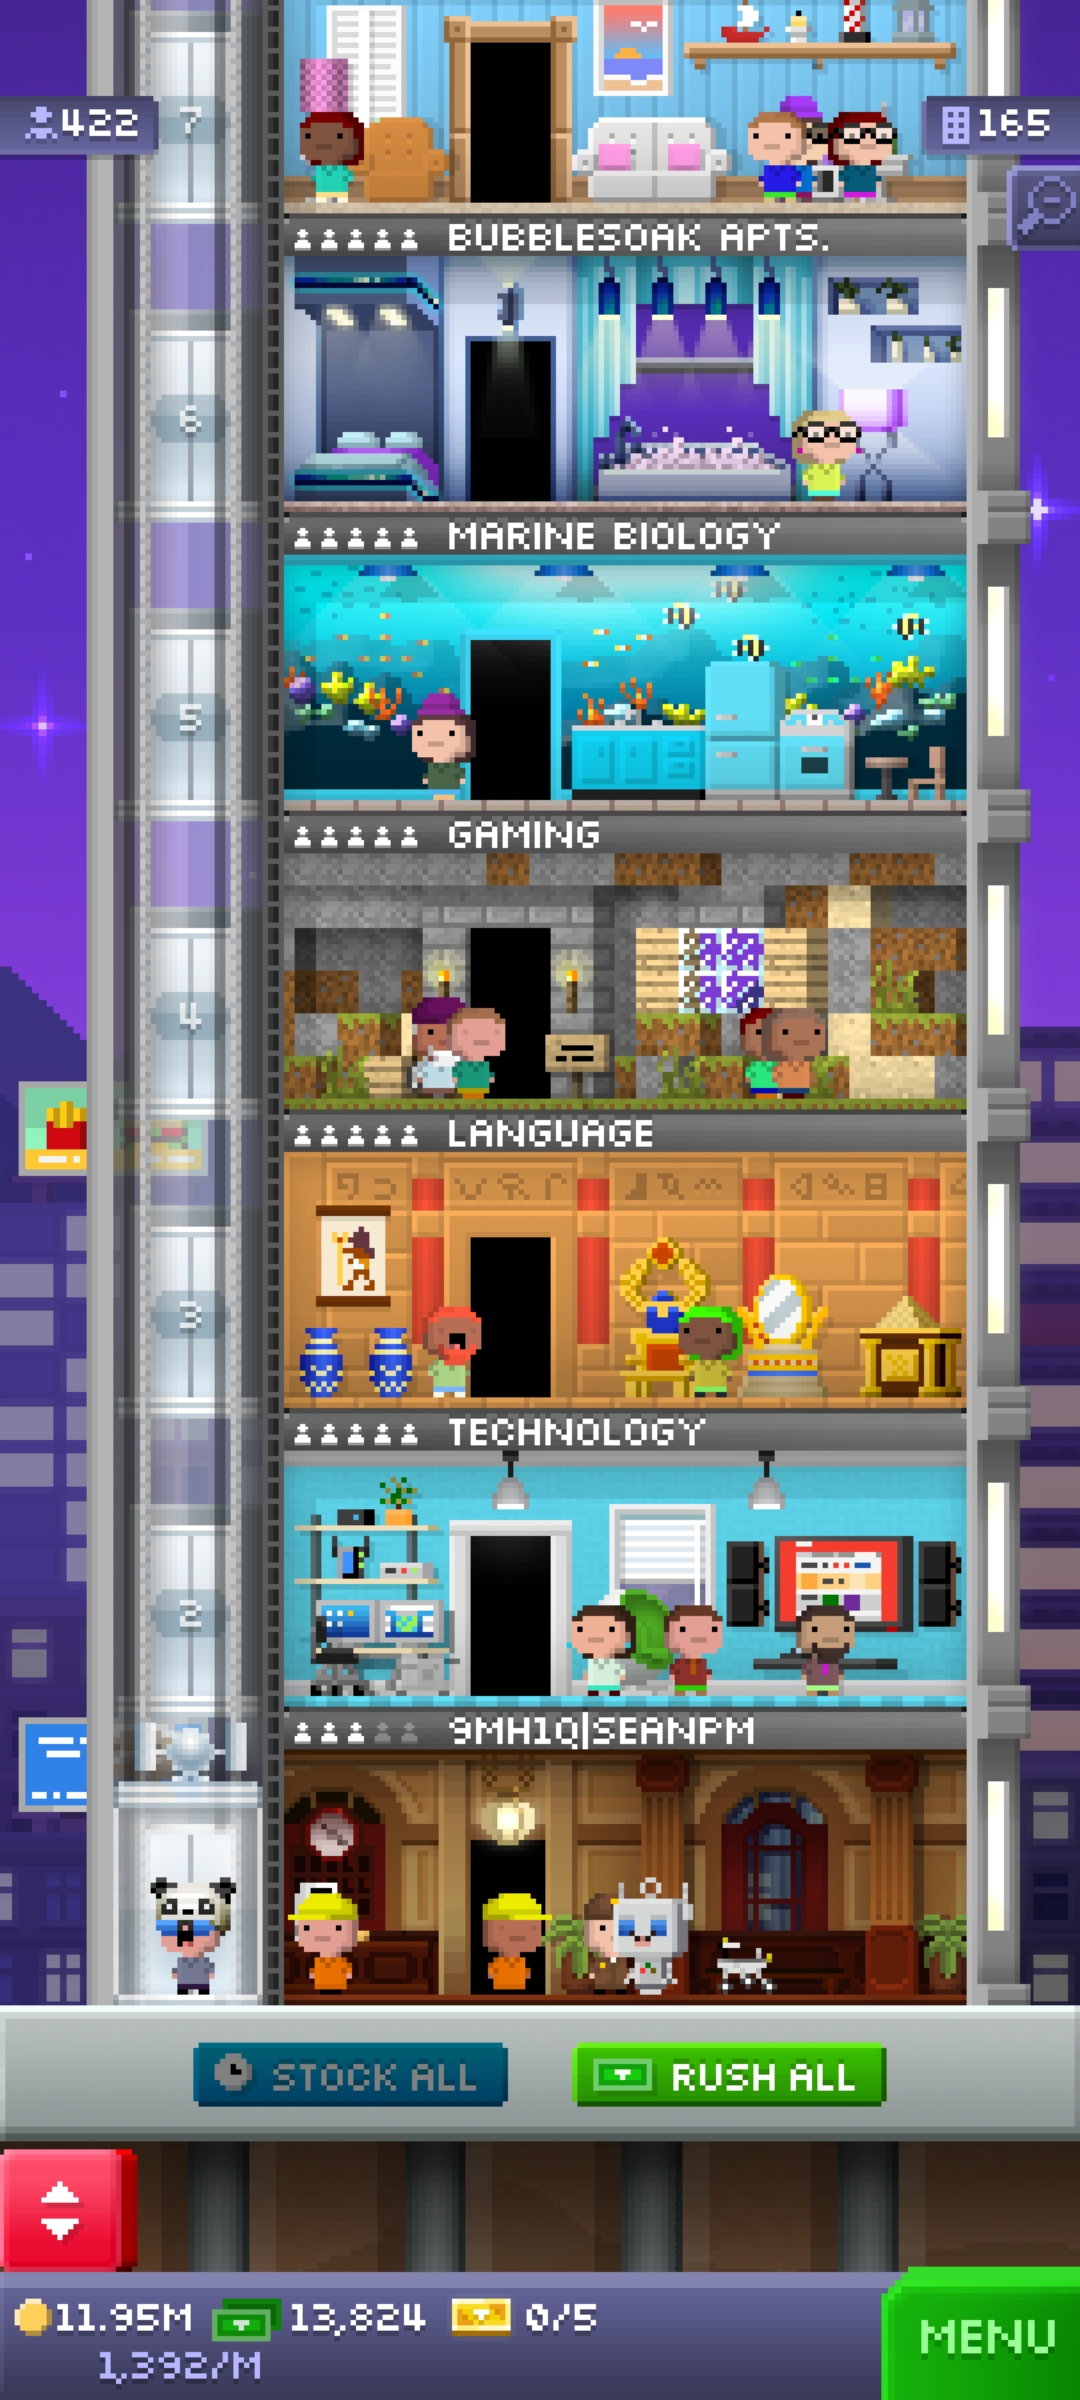 422
7
165
BUBBLESOAK APTS.
6
MARINE BIOLOGY
5
GAMING
4
LANGUAGE
3
TECHNOLOGY
2
9MH1Q|SEANPM
STOCK ALL
RUSH ALL
11.95M
13,824
0/5
1,392/M
MENU